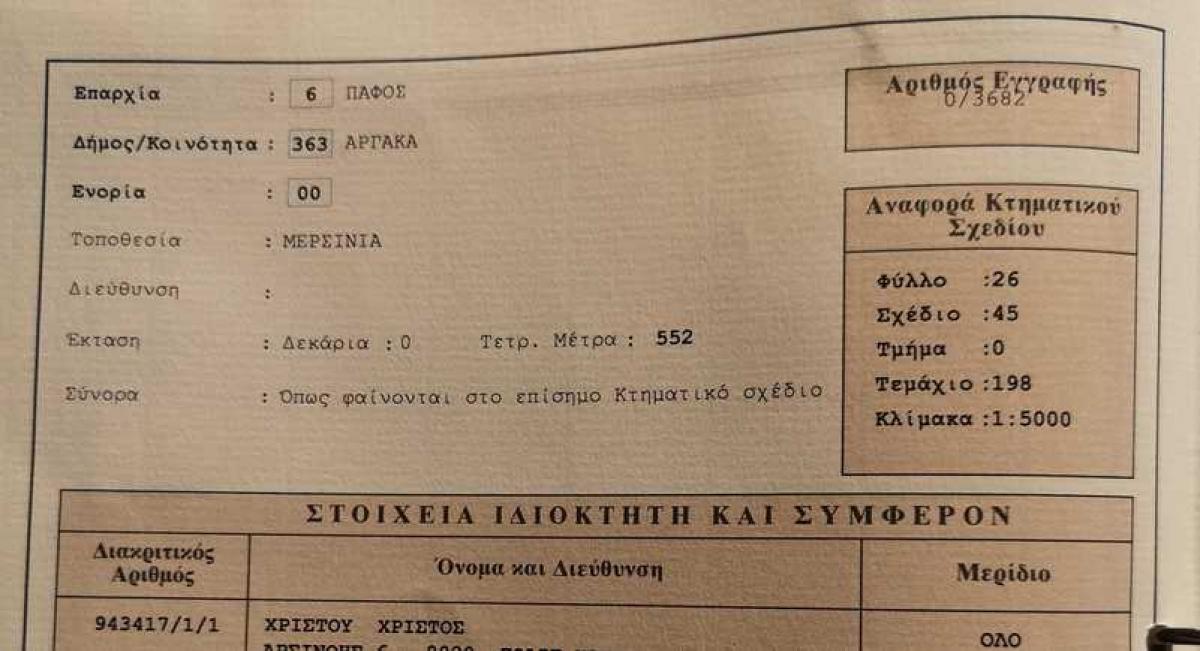 Επαρχία : 6 ΠΑΦΟΣ
Δήμος/Κοινότητα : 363 ΑΡΓΑΚΑ
Ενορία : 00
Τοποθεσία : ΜΕΡΣΙΝΙΑ
Διεύθυνση :
Έκταση : Δεκάρια : 0 Τετρ. Μέτρα : 552
Σύνορα : Όπως φαίνονται στο επίσημο Κτηματικό σχέδιο
Αριθμός Εγγραφής
0/3682
Αναφορά Κτηματικού
Σχεδίου
Φύλλο :26
Σχέδιο :45
Τμήμα :0
Τεμάχιο :198
Κλίμακα :1:5000
ΣΤΟΙΧΕΙΑ ΙΔΙΟΚΤΗΤΗ ΚΑΙ ΣΥΜΦΕΡΟΝ
Διακριτικός
Αριθμός
Όνομα και Διεύθυνση
Μερίδιο
943417/1/1
ΧΡΙΣΤΟΥ ΧΡΙΣΤΟΣ
ΟΛΟ